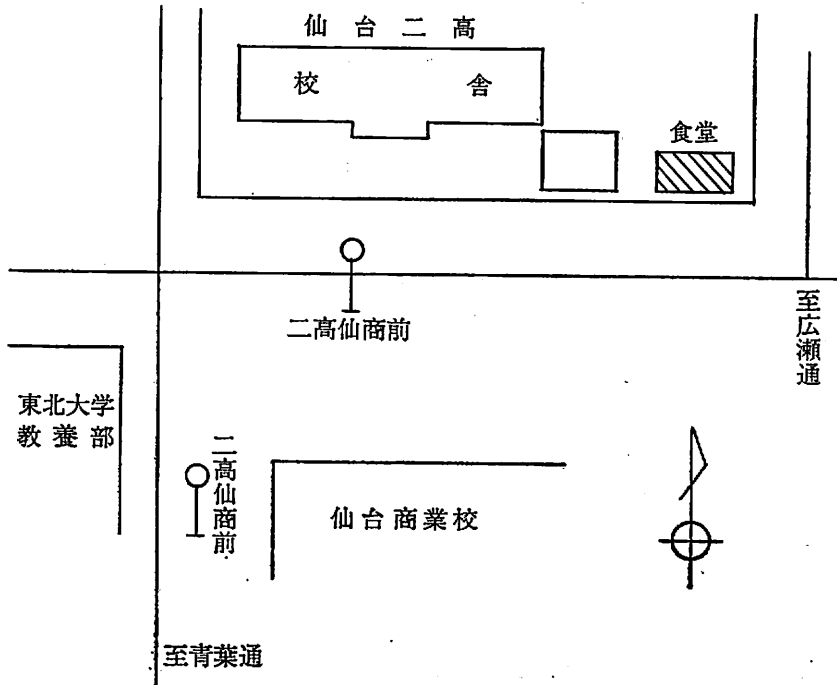 仙台二高
校舎
食堂
二高仙商前
至広瀬通
東北大学
教養部
二高仙商前
仙台商業校
至青葉通